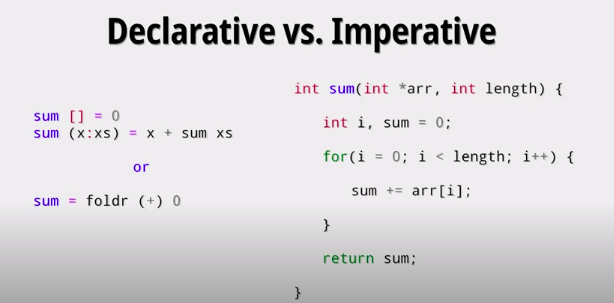 Declarative vs. Imperative
sum [] = 0
sum (x:xs) = x + sum xs
or
sum = foldr (+) 0
int sum(int *arr, int length) {
int i, sum = 0;
for(i = 0; i < length; i++) {
sum += arr[i];
}
return sum;
}